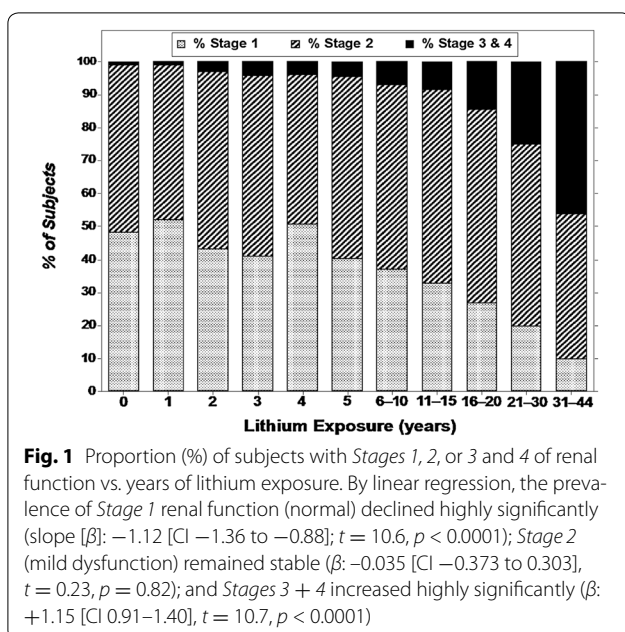 % Stage 1 % Stage 2 % Stage 3 & 4
100
90
80
70
60
50
40
30
20
10
0
% of Subjects
0 1 2 3 4 5 6–10 11–15 16–20 21–30 31–44
Lithium Exposure (years)
Fig. 1 Proportion (%) of subjects with Stages 1, 2, or 3 and 4 of renal
function vs. years of lithium exposure. By linear regression, the preva-
lence of Stage 1 renal function (normal) declined highly significantly
(slope [β]: −1.12 [CI −1.36 to −0.88]; t = 10.6, p < 0.0001); Stage 2
(mild dysfunction) remained stable (β: –0.035 [CI −0.373 to 0.303],
t = 0.23, p = 0.82); and Stages 3 + 4 increased highly significantly (β:
+1.15 [CI 0.91–1.40], t = 10.7, p < 0.0001)